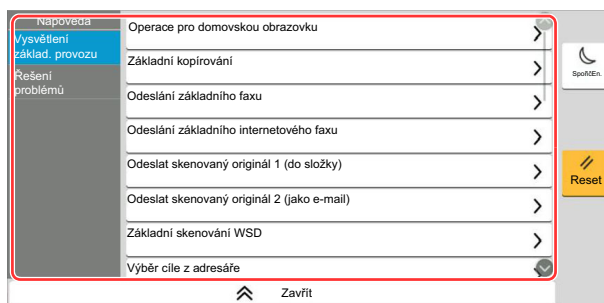 Nápověda
Vysvětlení
základ. provozu
Řešení
problémů
Operace pro domovskou obrazovku
Základní kopírování
Odeslání základního faxu
Odeslání základního internetového faxu
Odeslat skenovaný originál 1 (do složky)
Odeslat skenovaný originál 2 (jako e-mail)
Základní skenování WSD
Výběr cíle z adresáře
SpořičEn.
Reset
Zavřít